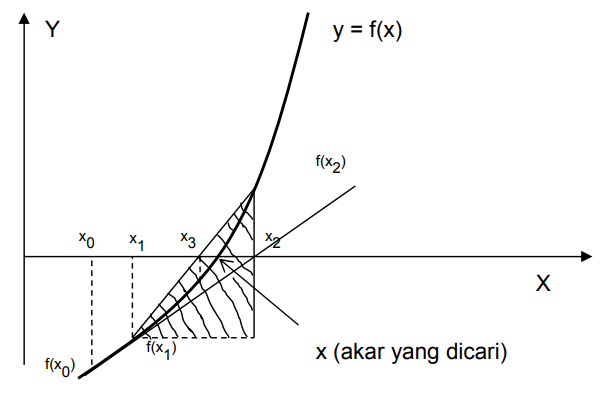 Y
y = f(x)
f(x2)
x0
x1
x3
x2
X
f(x1)
x (akar yang dicari)
f(x0)